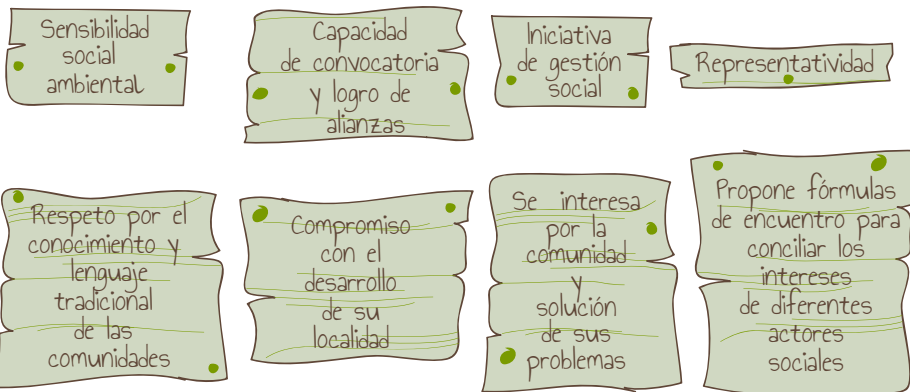 Sensibilidad
social
ambiental
Capacidad
de convocatoria
y logro de
alianzas
Iniciativa
de gestión
social
Representatividad
Respeto por el
conocimiento y
lenguaje
tradicional
de las
comunidades
Compromiso
con el
desarrollo
de su
localidad
Se interesa
por la
comunidad
y
solución
de sus
problemas
Propone fórmulas
de encuentro para
conciliar los
intereses
de diferentes
actores
sociales